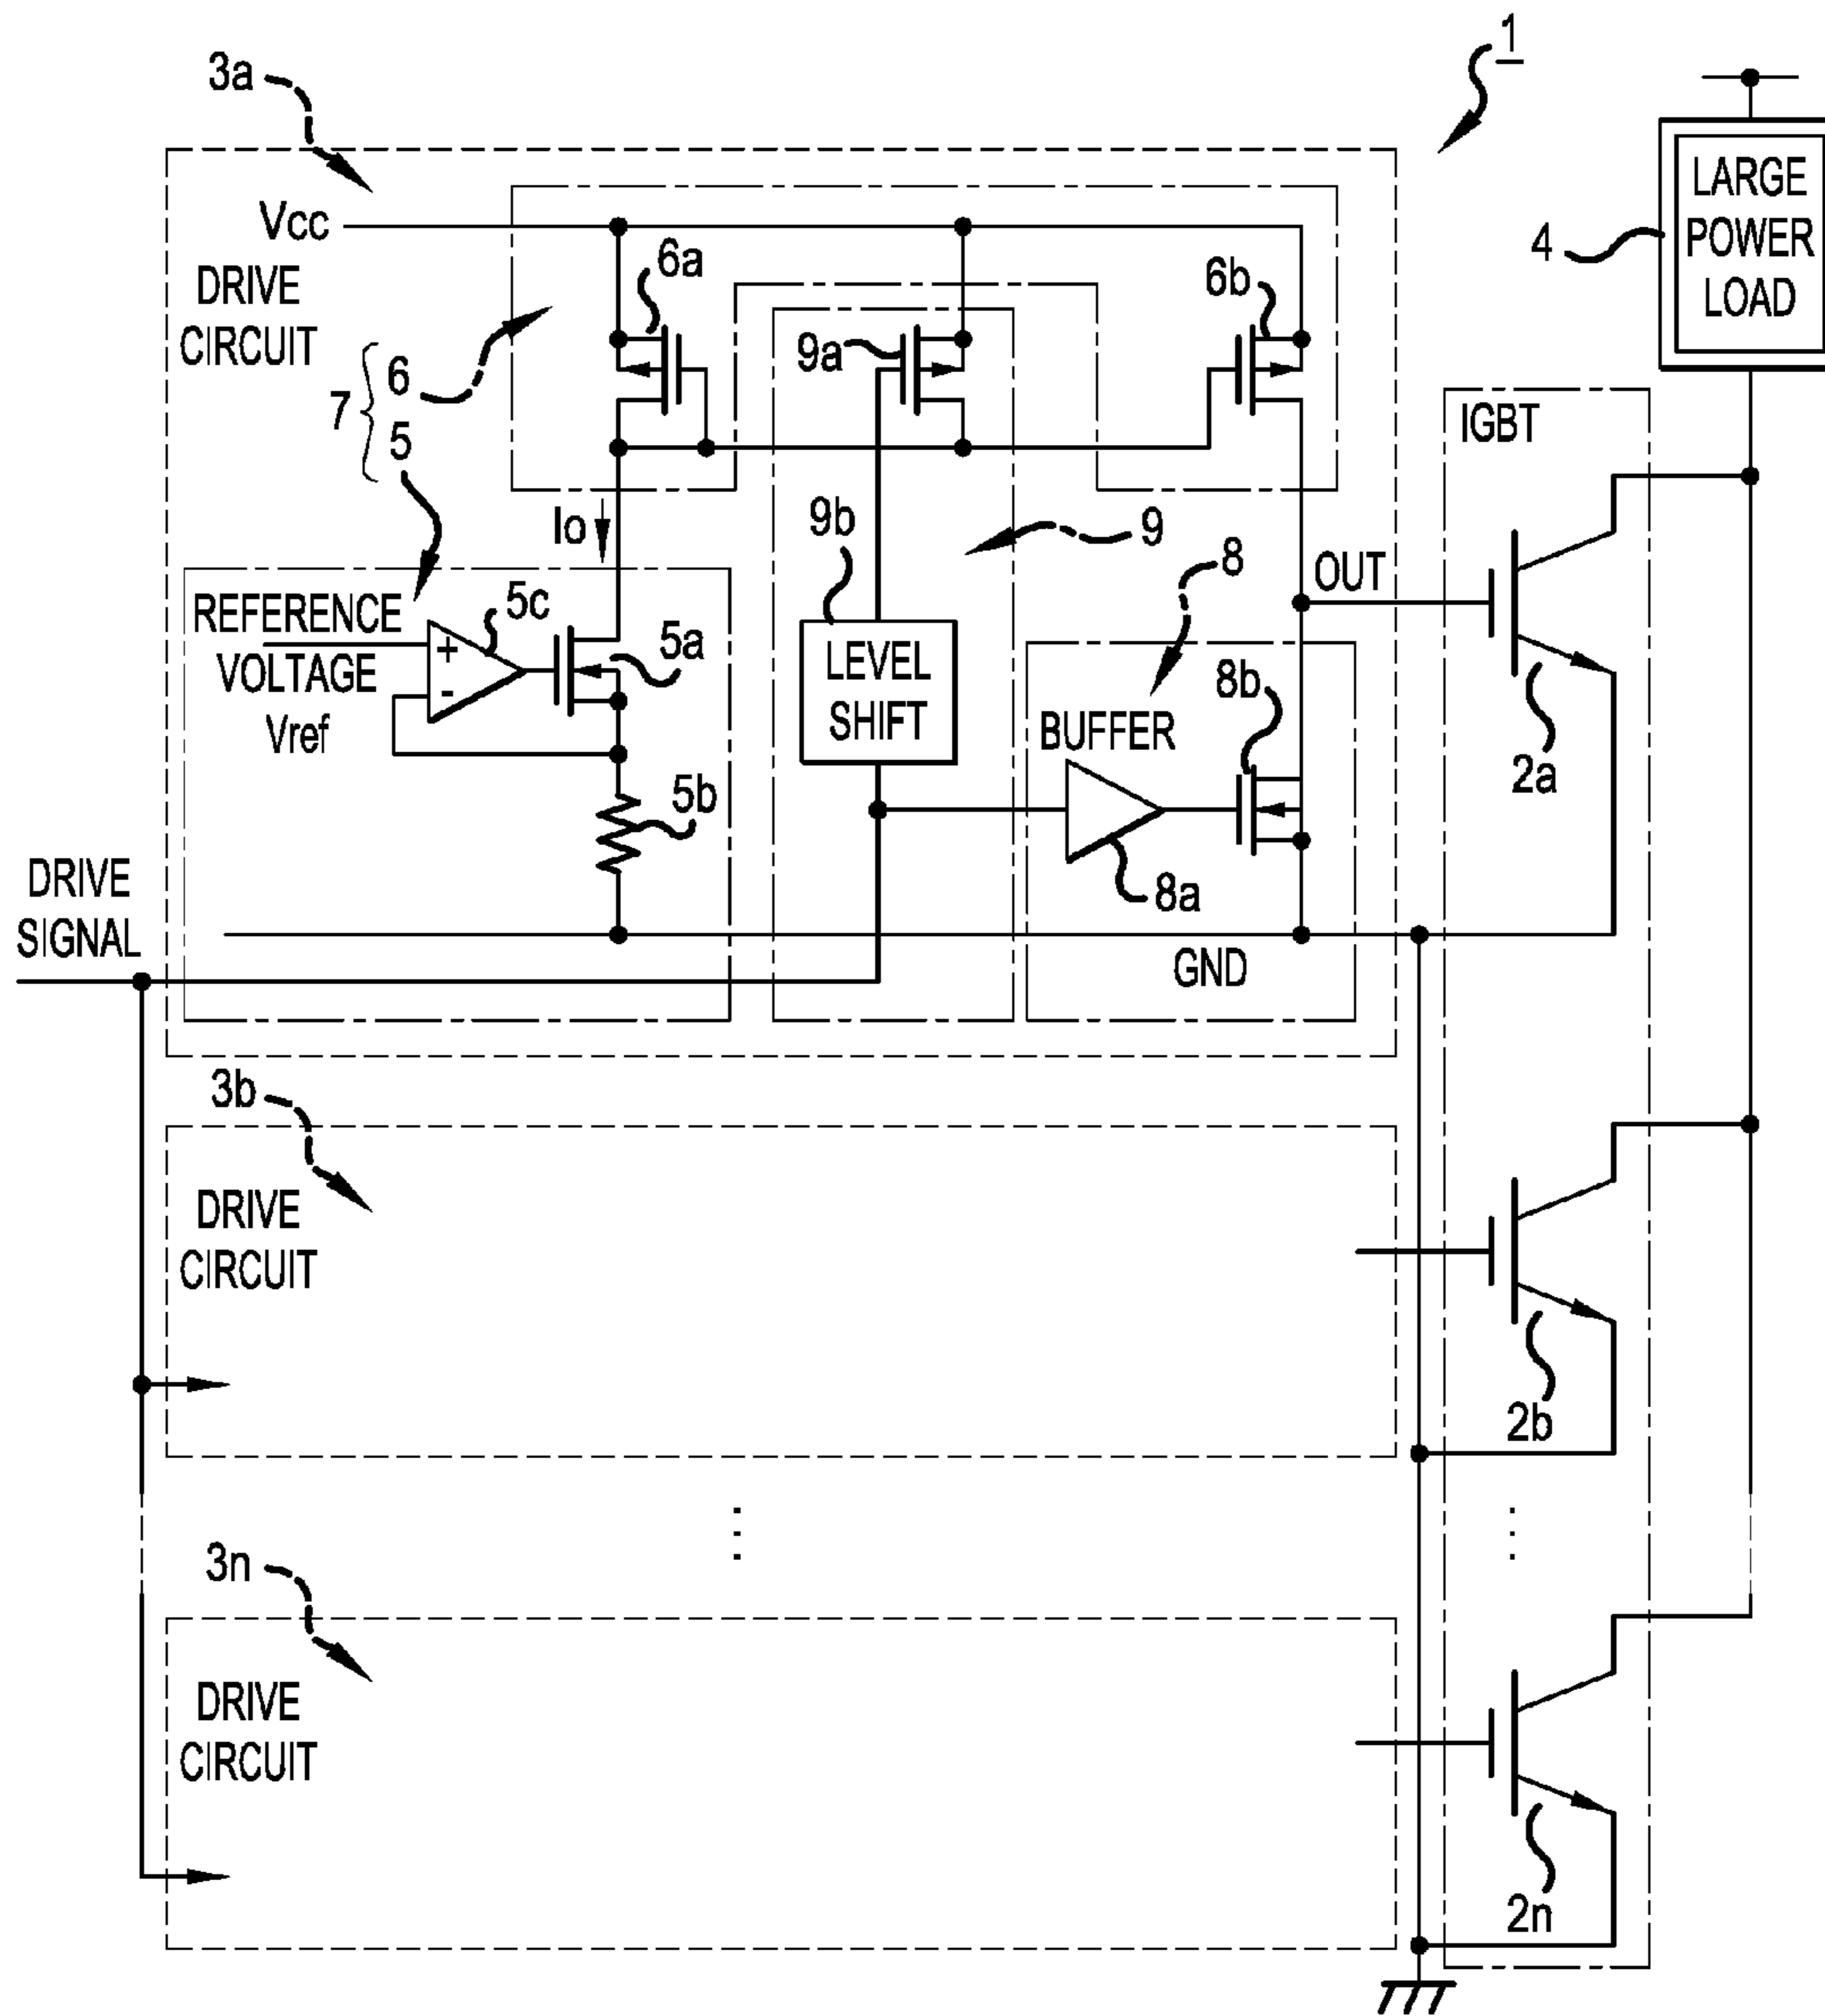 1
3a
LARGE
POWER
LOAD
4
Vcc
DRIVE
CIRCUIT
6a
6b
9a
7
6
5
IGBT
9b
9
8
Io
OUT
REFERENCE
VOLTAGE
Vref
5c
+
-
5a
LEVEL
SHIFT
8b
BUFFER
2a
5b
8a
DRIVE
SIGNAL
GND
3b
DRIVE
CIRCUIT
2b
3n
DRIVE
CIRCUIT
2n